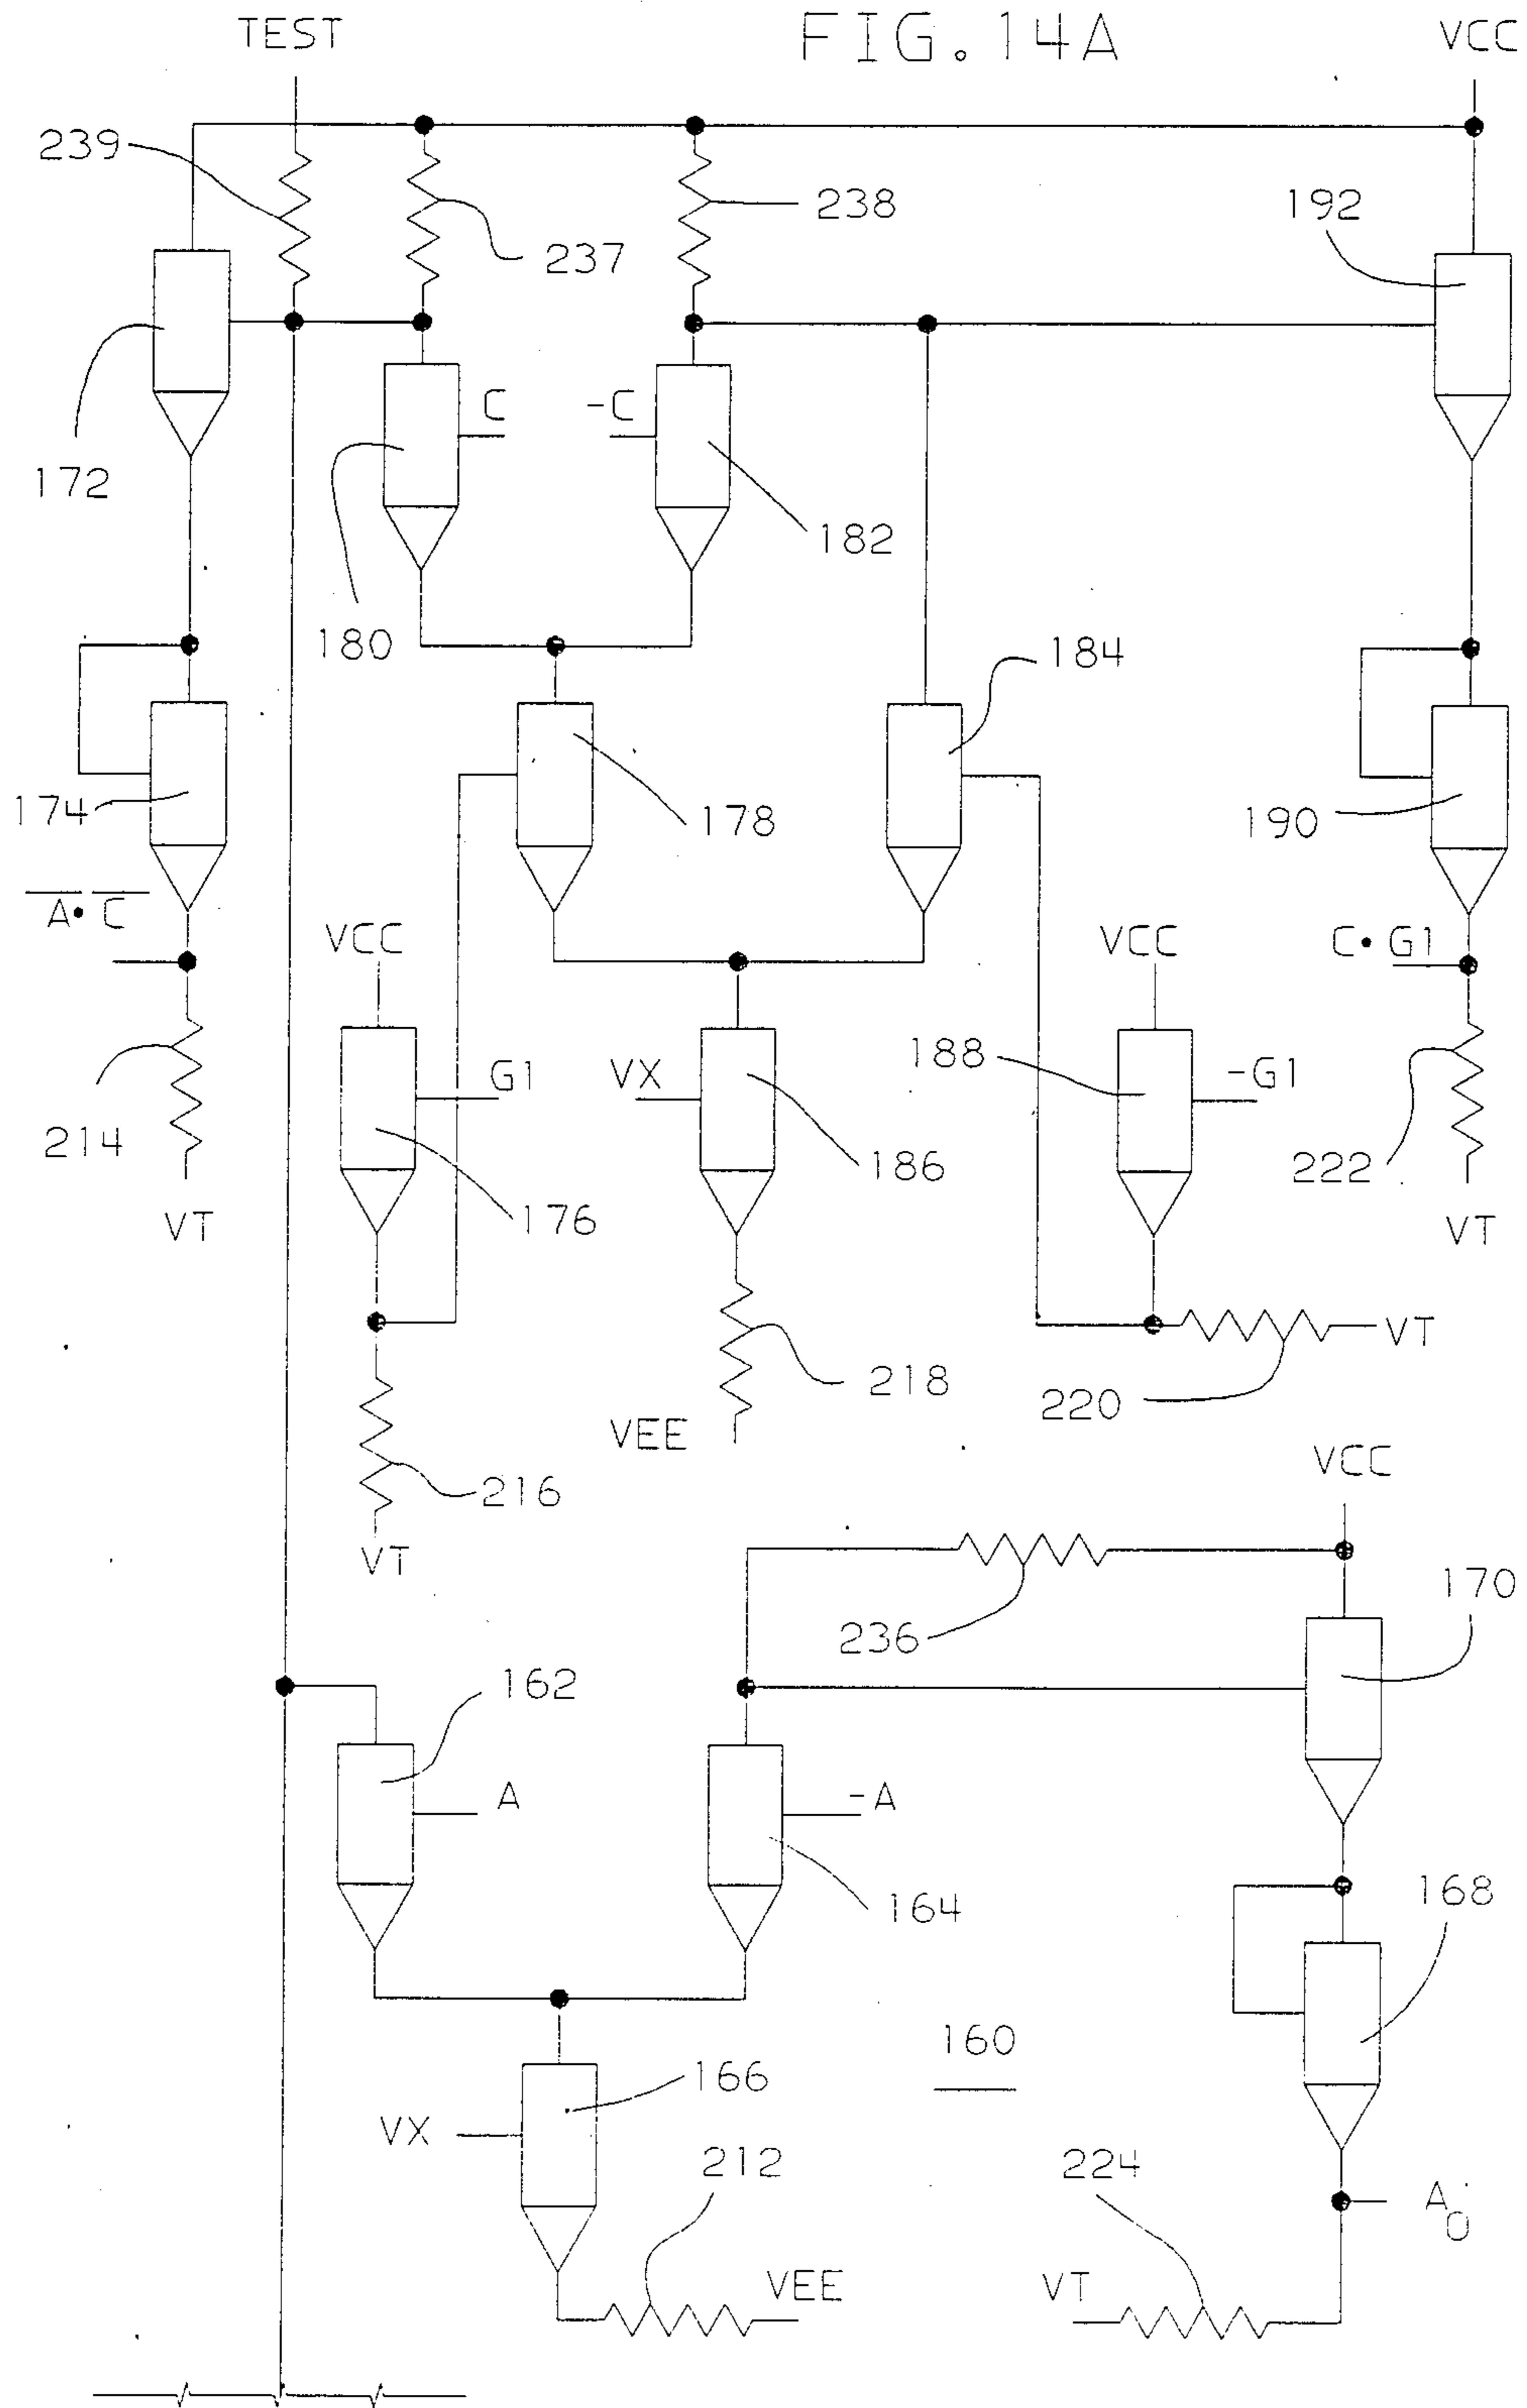 FIG.14A
TEST
VCC
239
238
192
237
172
C
-C
182
180
184
174
178
190
A•C
VCC
VCC
C•G1
G1
VX
188
-G1
214
186
222
176
VT
VT
218
VT
220
VEE
216
VCC
VT
170
236
162
A
-A
164
168
160
166
VX
212
224
A0
VEE
VT